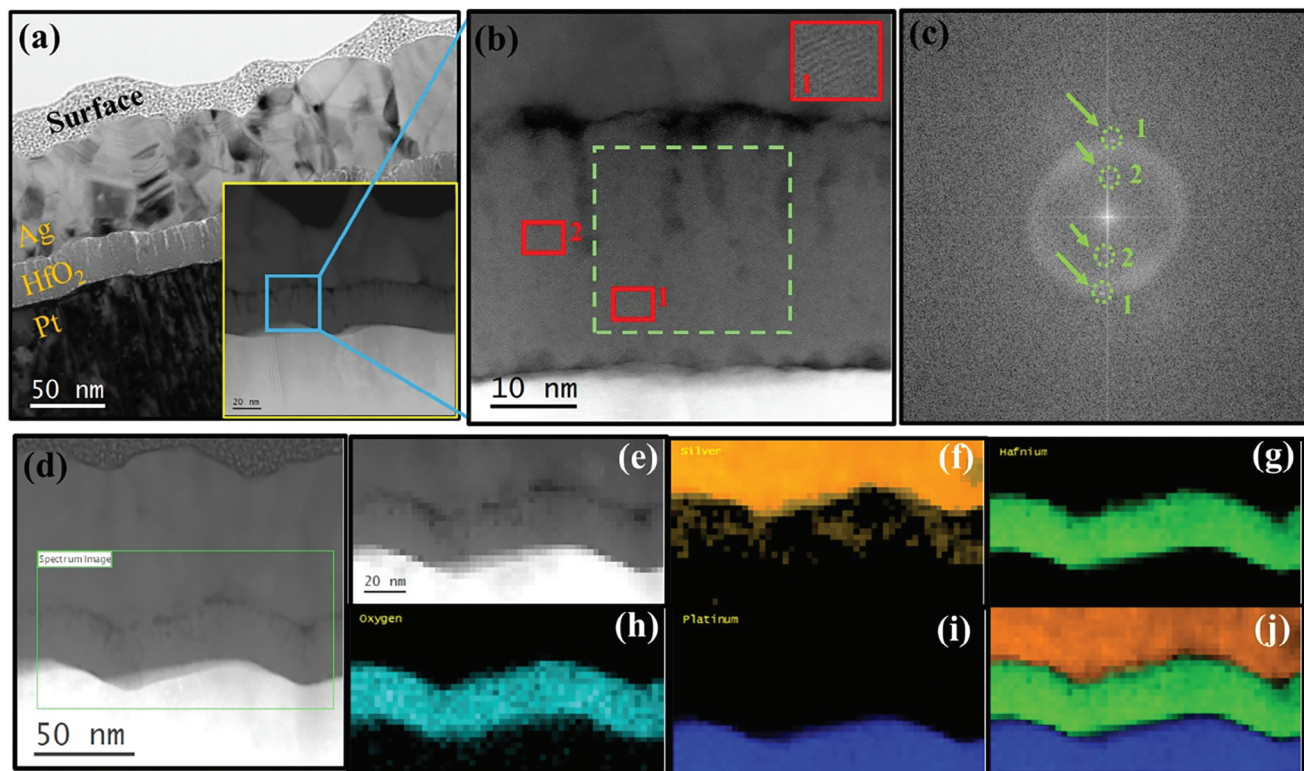 (a)
Surface
Ag
HfO₂
Pt
50 nm
20 nm
(b)
1
2
1
10 nm
(c)
1
2
2
1
(d)
Spectrum Image
50 nm
(e)
20 nm
Silver
(f)
Hafnium
(g)
Oxygen
(h)
Platinum
(i)
(j)